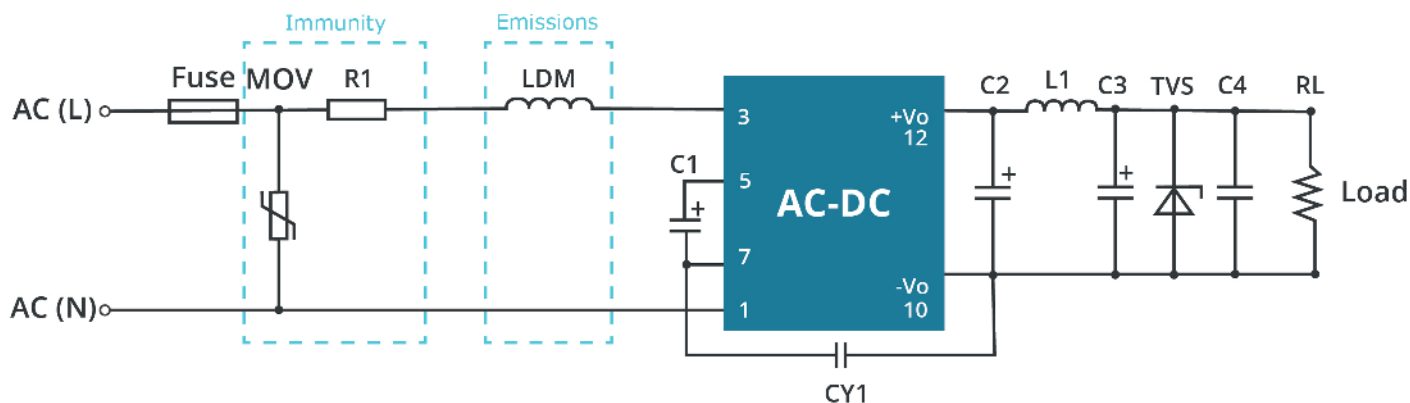 Immunity
Emissions
Fuse MOV R1 LDM
C2 L1 C3 TVS C4 RL
AC (L)
3
+Vo
12
C1
5
AC-DC
Load
+
+
+
7
-Vo
10
AC (N)
1
CY1